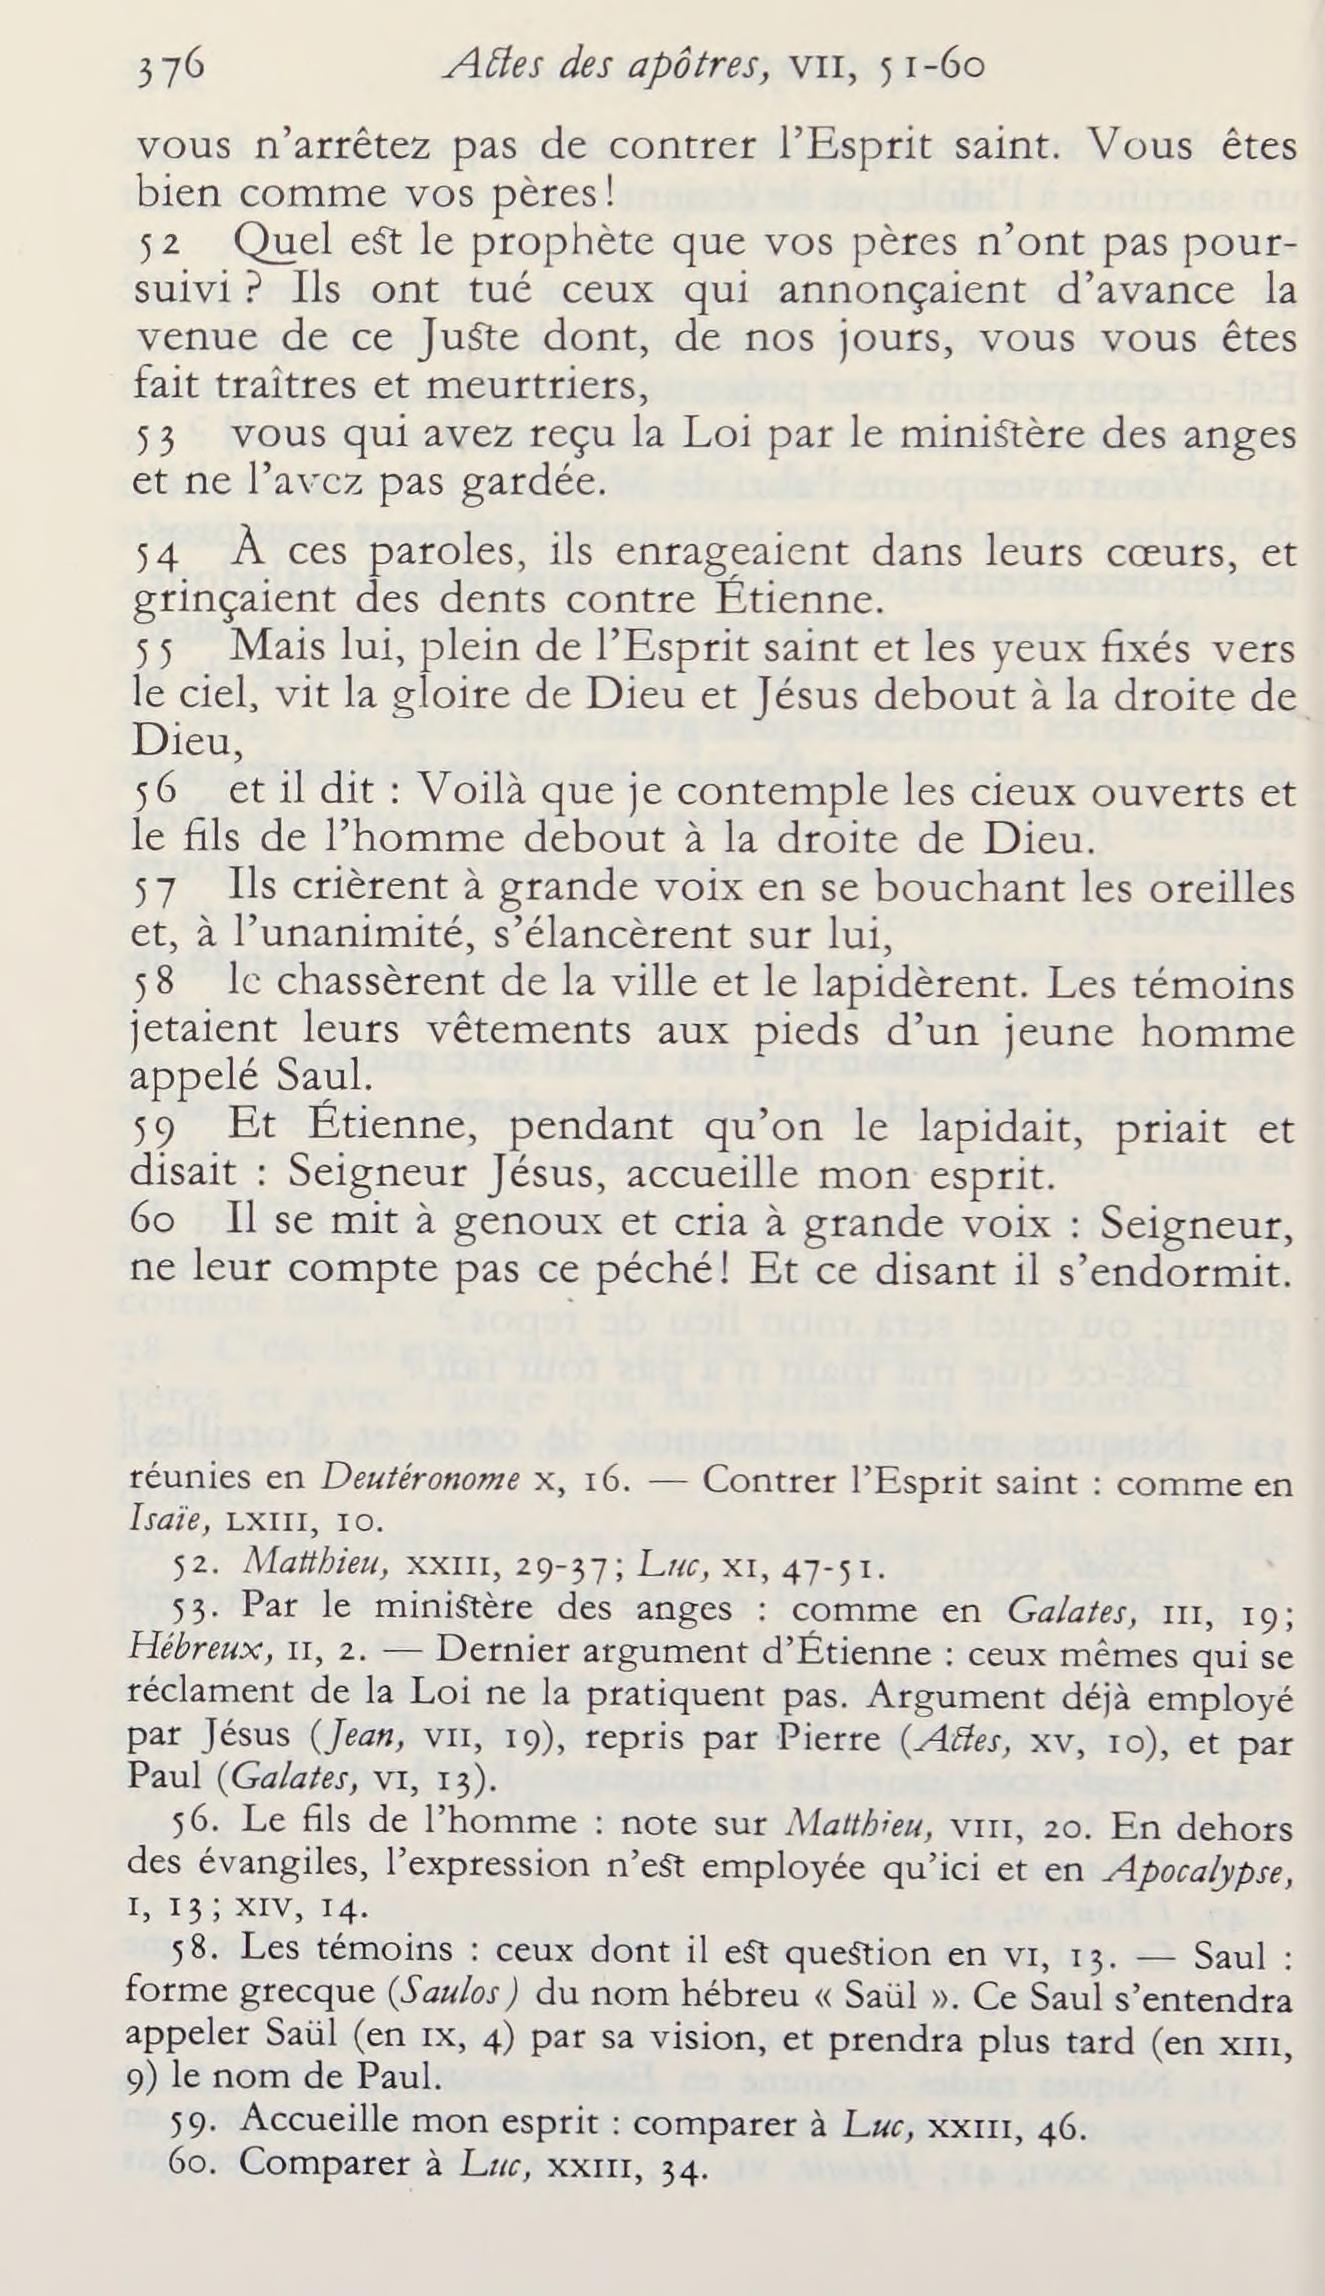 376 Actes des apôtres, VII, 51-60
vous n'arrêtez pas de contrer l'Esprit saint. Vous êtes
bien comme vos pères !
52 Quel est le prophète que vos pères n'ont pas pour-
suivi ? Ils ont tué ceux qui annonçaient d'avance la
venue de ce Juste dont, de nos jours, vous vous êtes
fait traîtres et meurtriers,
53 vous qui avez reçu la Loi par le ministère des anges
et ne l'avez pas gardée.
54 À ces paroles, ils enrageaient dans leurs cœurs, et
grinçaient des dents contre Étienne.
55 Mais lui, plein de l'Esprit saint et les yeux fixés vers
le ciel, vit la gloire de Dieu et Jésus debout à la droite de
Dieu,
56 et il dit : Voilà que je contemple les cieux ouverts et
le fils de l'homme debout à la droite de Dieu.
57 Ils crièrent à grande voix en se bouchant les oreilles
et, à l'unanimité, s'élancèrent sur lui,
58 le chassèrent de la ville et le lapidèrent. Les témoins
jetaient leurs vêtements aux pieds d'un jeune homme
appelé Saul.
59 Et Étienne, pendant qu'on le lapidait, priait et
disait : Seigneur Jésus, accueille mon esprit.
60 Il se mit à genoux et cria à grande voix : Seigneur,
ne leur compte pas ce péché ! Et ce disant il s'endormit.
réunies en Deutéronome X, 16. — Contrer l'Esprit saint : comme en
Isaïe, LXIII, 10.
52. Matthieu, XXIII, 29-37 ; Luc, XI, 47-51.
53. Par le ministère des anges : comme en Galates, III, 19 ;
Hébreux, II, 2. — Dernier argument d'Étienne : ceux mêmes qui se
réclament de la Loi ne la pratiquent pas. Argument déjà employé
par Jésus (Jean, VII, 19), repris par Pierre (Actes, XV, 10), et par
Paul (Galates, VI, 13).
56. Le fils de l'homme : note sur Matthieu, VIII, 20. En dehors
des évangiles, l'expression n'est employée qu'ici et en Apocalypse,
I, 13 ; XIV, 14.
58. Les témoins : ceux dont il est question en VI, 13. — Saul :
forme grecque (Saulos) du nom hébreu « Saül ». Ce Saul s'entendra
appeler Saül (en IX, 4) par sa vision, et prendra plus tard (en XIII,
9) le nom de Paul.
59. Accueille mon esprit : comparer à Luc, XXIII, 46.
60. Comparer à Luc, XXIII, 34.